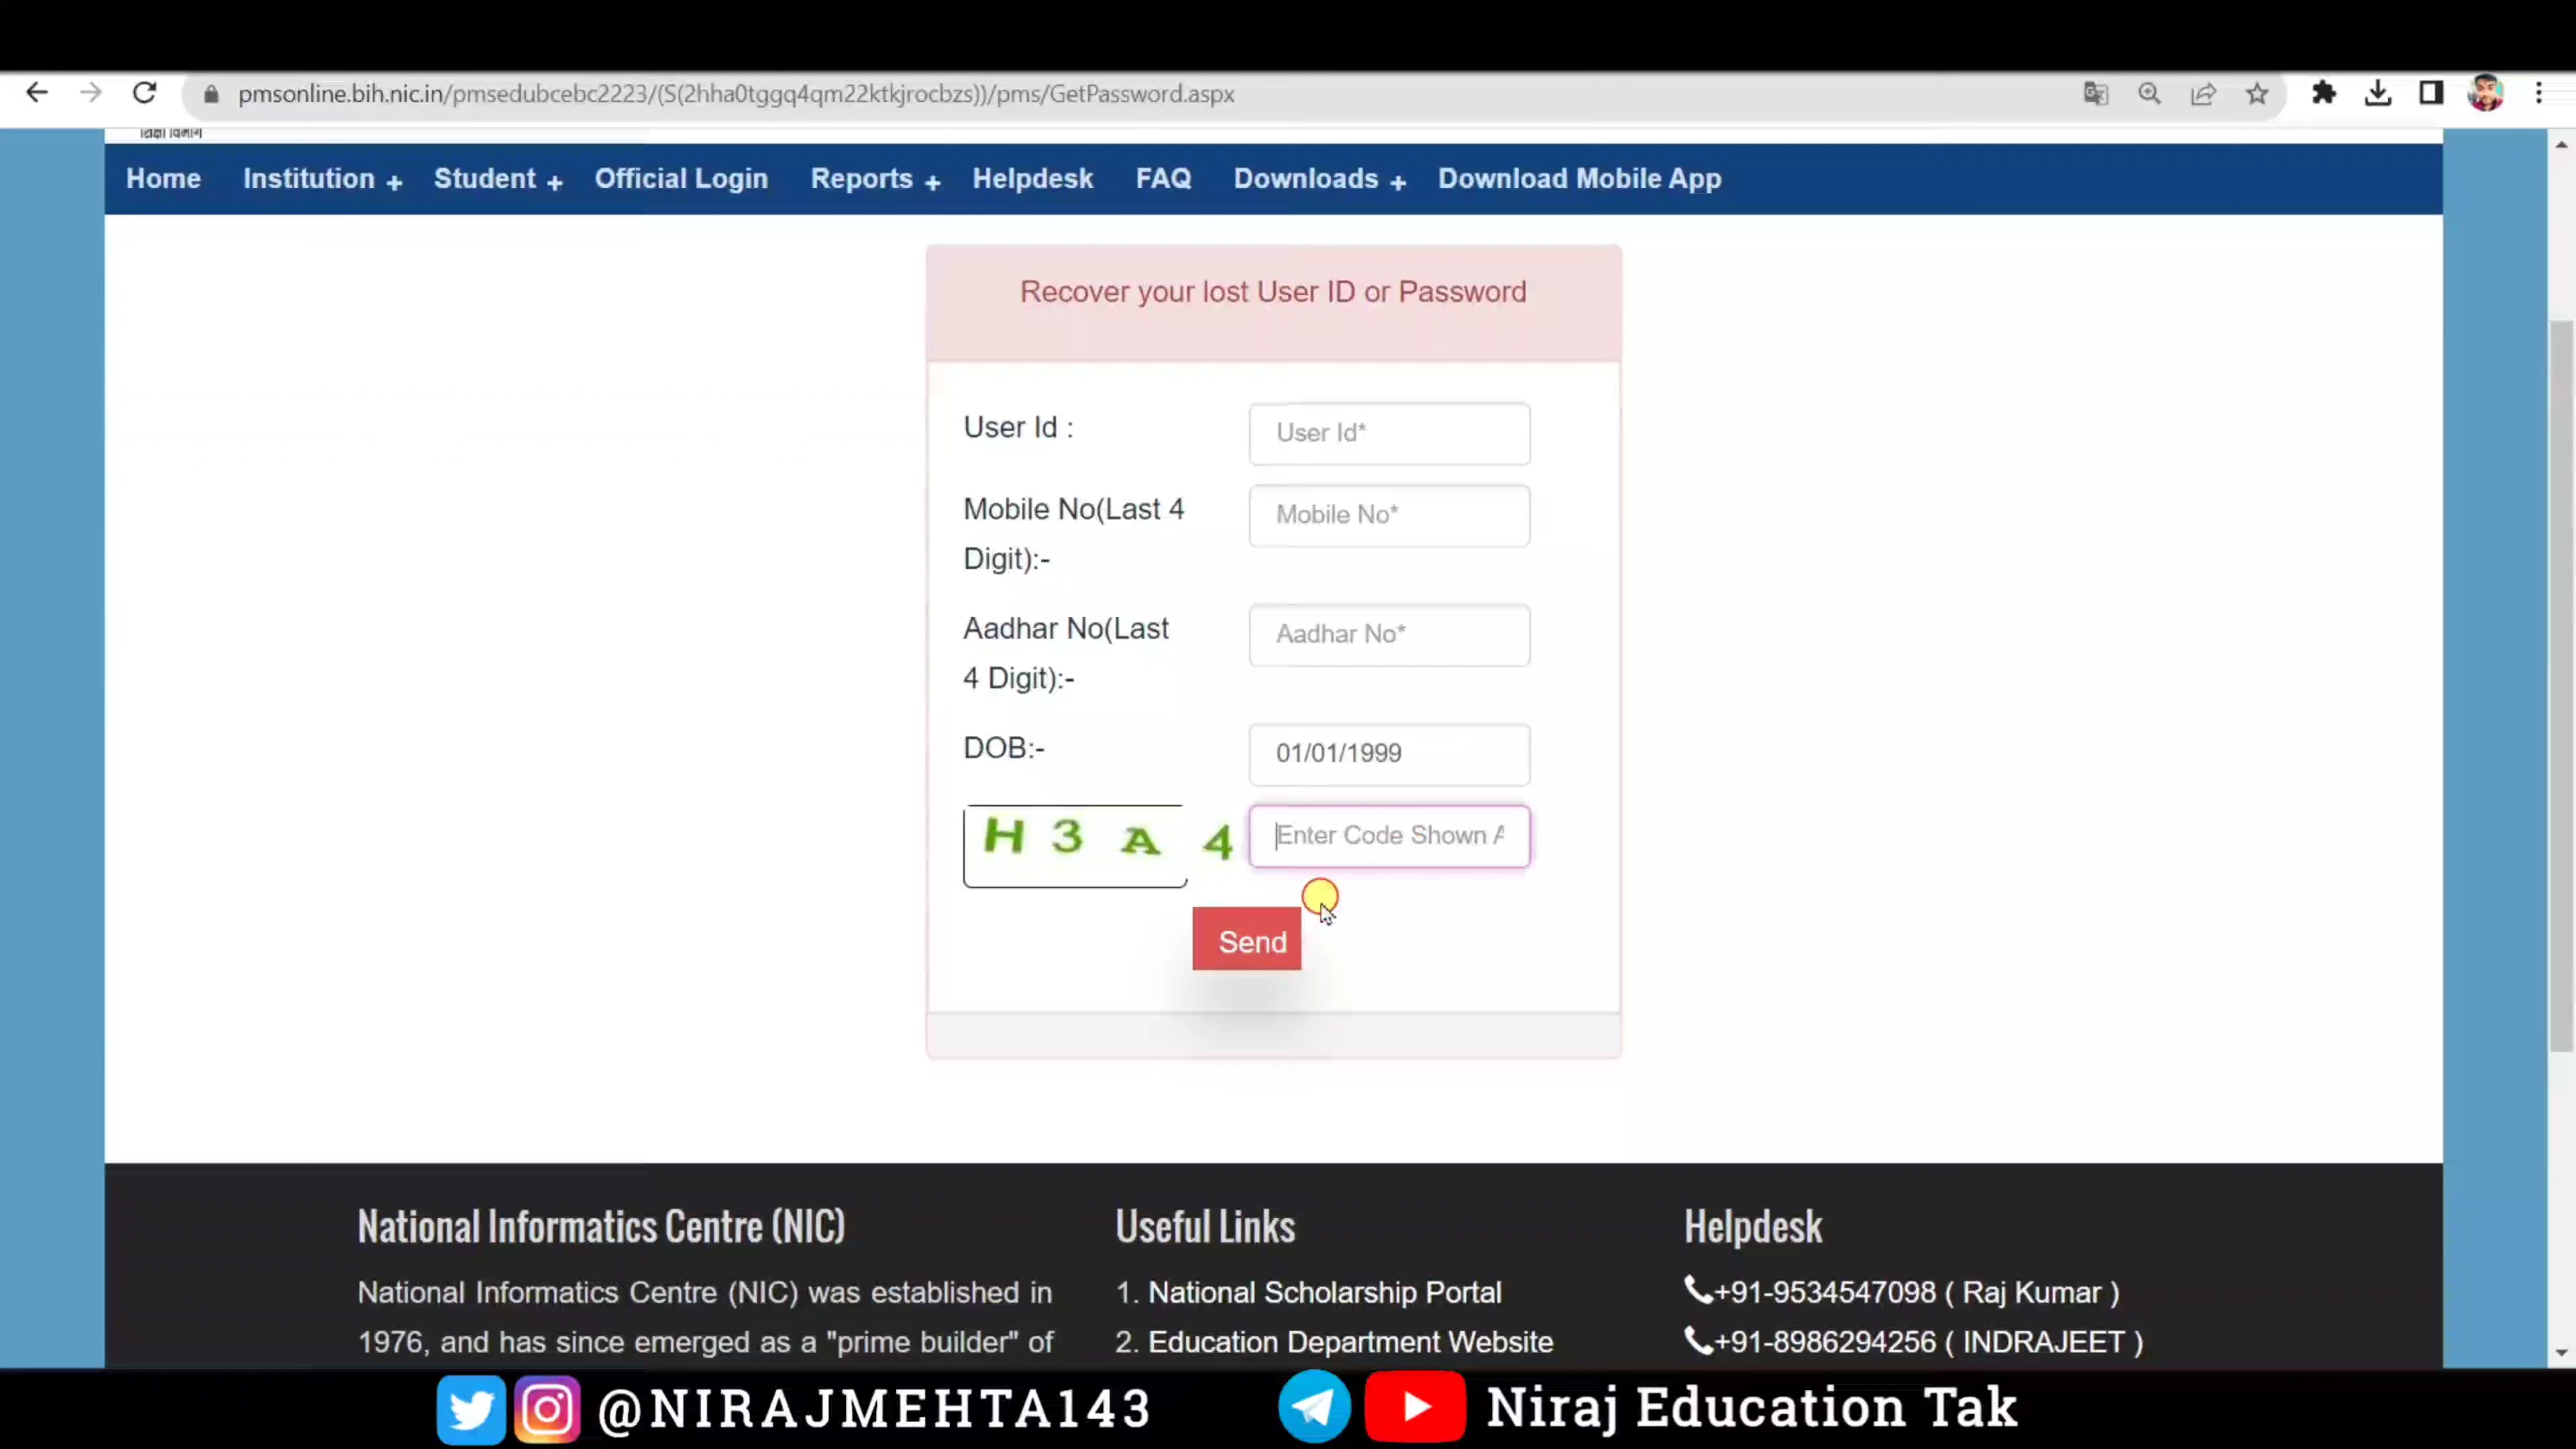 pmsonline.bih.nic.in/pmsedubcebc2223/(S(2hha0tggq4qm22ktkjrocbzs))/pms/GetPassword.aspx
शिक्षा विभाग
Home Institution + Student + Official Login Reports + Helpdesk FAQ Downloads + Download Mobile App
Recover your lost User ID or Password
User Id : User Id*
Mobile No(Last 4 Mobile No*
Digit):-
Aadhar No(Last Aadhar No*
4 Digit):-
DOB:- 01/01/1999
H 3 A 4 Enter Code Shown A
Send
National Informatics Centre (NIC) Useful Links Helpdesk
National Informatics Centre (NIC) was established in 1. National Scholarship Portal +91-9534547098 ( Raj Kumar )
1976, and has since emerged as a "prime builder" of 2. Education Department Website +91-8986294256 ( INDRAJEET )
@NIRAJMEHTA143 Niraj Education Tak